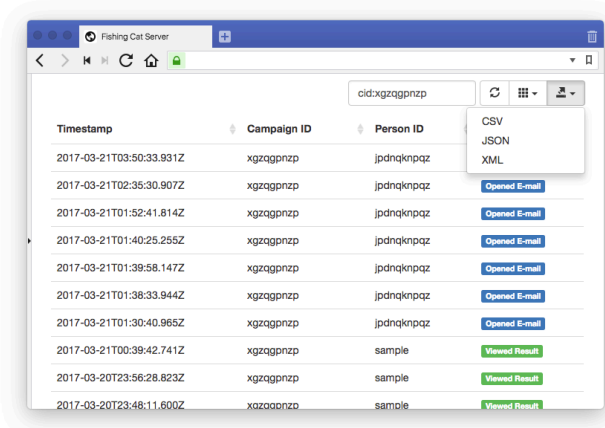 Fishing Cat Server
cid:xgzqgpnzp
CSV
JSON
XML
Timestamp Campaign ID Person ID
2017-03-21T03:50:33.931Z xgzqgpnzp jpdnqknpqz
2017-03-21T02:35:30.907Z xgzqgpnzp jpdnqknpqz Opened E-mail
2017-03-21T01:52:41.814Z xgzqgpnzp jpdnqknpqz Opened E-mail
2017-03-21T01:40:25.255Z xgzqgpnzp jpdnqknpqz Opened E-mail
2017-03-21T01:39:58.147Z xgzqgpnzp jpdnqknpqz Opened E-mail
2017-03-21T01:38:33.944Z xgzqgpnzp jpdnqknpqz Opened E-mail
2017-03-21T01:30:40.965Z xgzqgpnzp jpdnqknpqz Opened E-mail
2017-03-21T00:39:42.741Z xgzqgpnzp sample Viewed Result
2017-03-20T23:56:28.823Z xgzqgpnzp sample Viewed Result
2017-03-20T23:48:11.600Z xgzqgpnzp sample Viewed Result